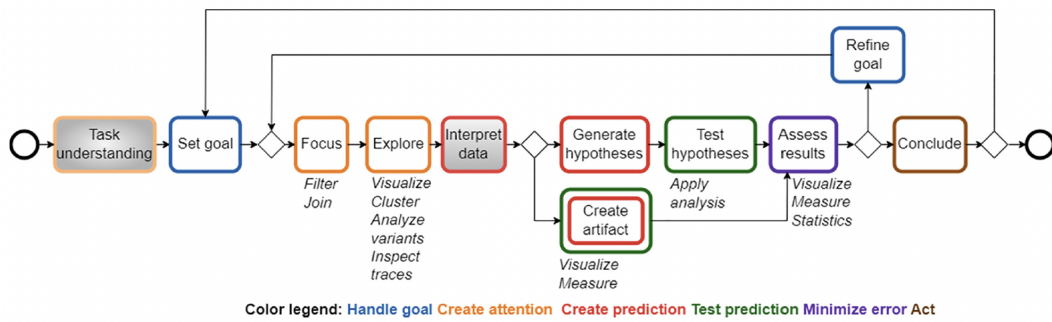 Refine
goal
Task
understanding
Set goal
Focus
Explore
Interpret
data
Generate
hypotheses
Test
hypotheses
Assess
results
Conclude
Filter
Join
Visualize
Cluster
Analyze
variants
Inspect
traces
Create
artifact
Visualize
Measure
Apply
analysis
Visualize
Measure
Statistics
Color legend: Handle goal Create attention Create prediction Test prediction Minimize error Act